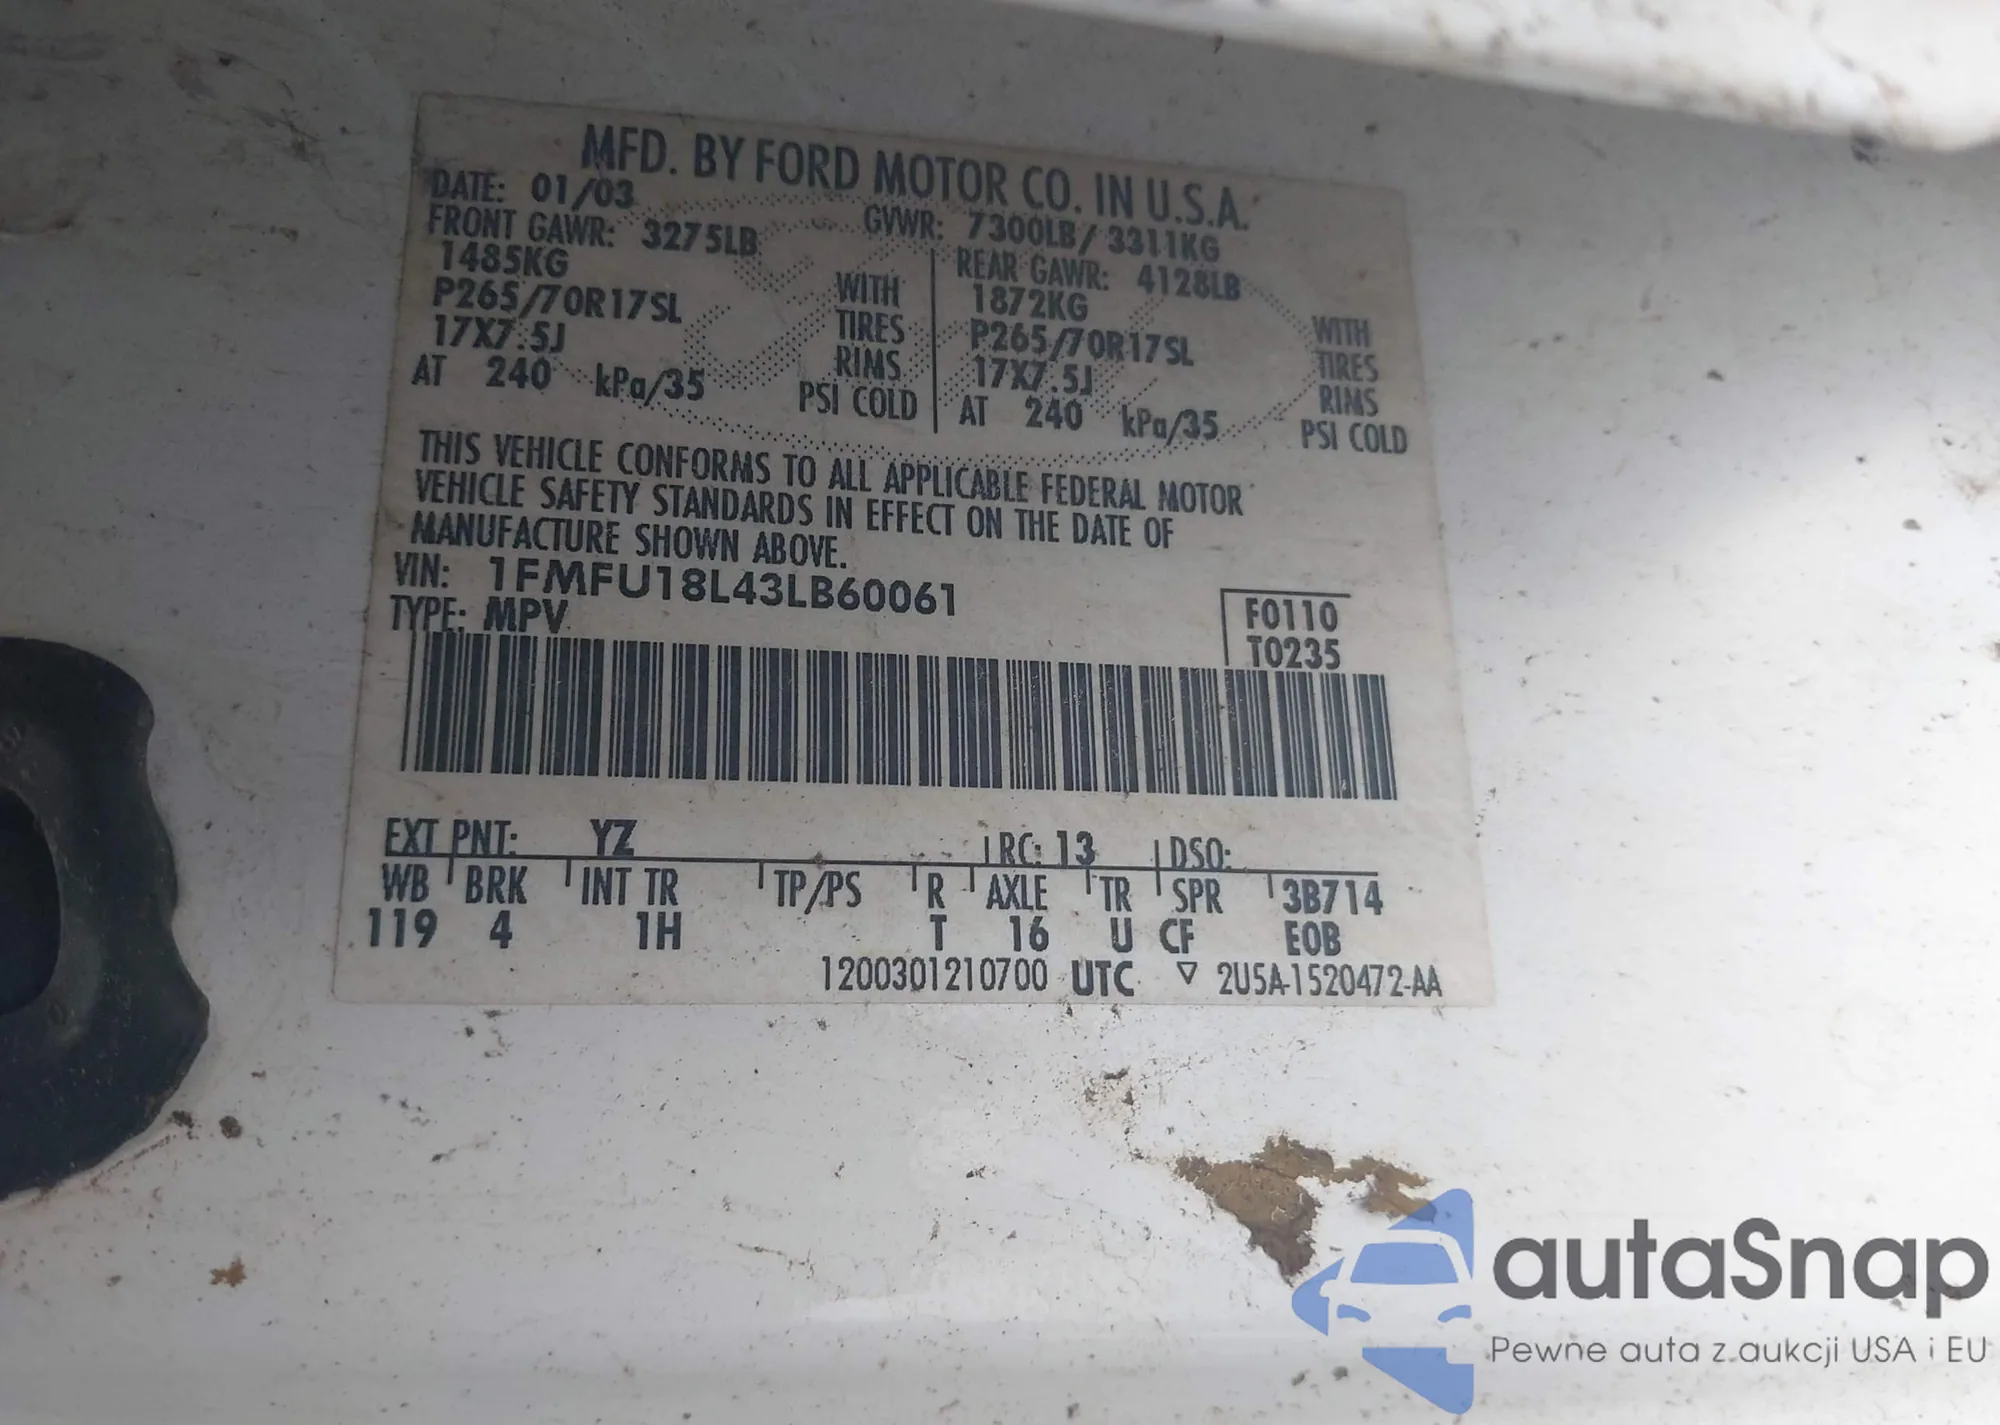 MFD. BY FORD MOTOR CO. IN U.S.A.
DATE: 01/03 GVWR: 7300LB/ 3311KG
FRONT GAWR: 3275LB REAR GAWR: 4128LB
1485KG WITH 1872KG WITH
P265/70R17SL TIRES P265/70R17SL TIRES
17X7.5J RIMS 17X7.5J RIMS
AT 240 kPa/35 PSI COLD AT 240 kPa/35 PSI COLD
THIS VEHICLE CONFORMS TO ALL APPLICABLE FEDERAL MOTOR
VEHICLE SAFETY STANDARDS IN EFFECT ON THE DATE OF
MANUFACTURE SHOWN ABOVE.
VIN: 1FMFU18L43LB60061
TYPE: MPV
F0110
T0235
EXT PNT: YZ RC: 13 DSO:
WB BRK INT TR TP/PS R AXLE TR SPR 3B714
119 4 1H T 16 U CF EOB
1200301210700 UTC ▽ 2U5A-1520472-AA
autaSnap
Pewne auta z aukcji USA i EU